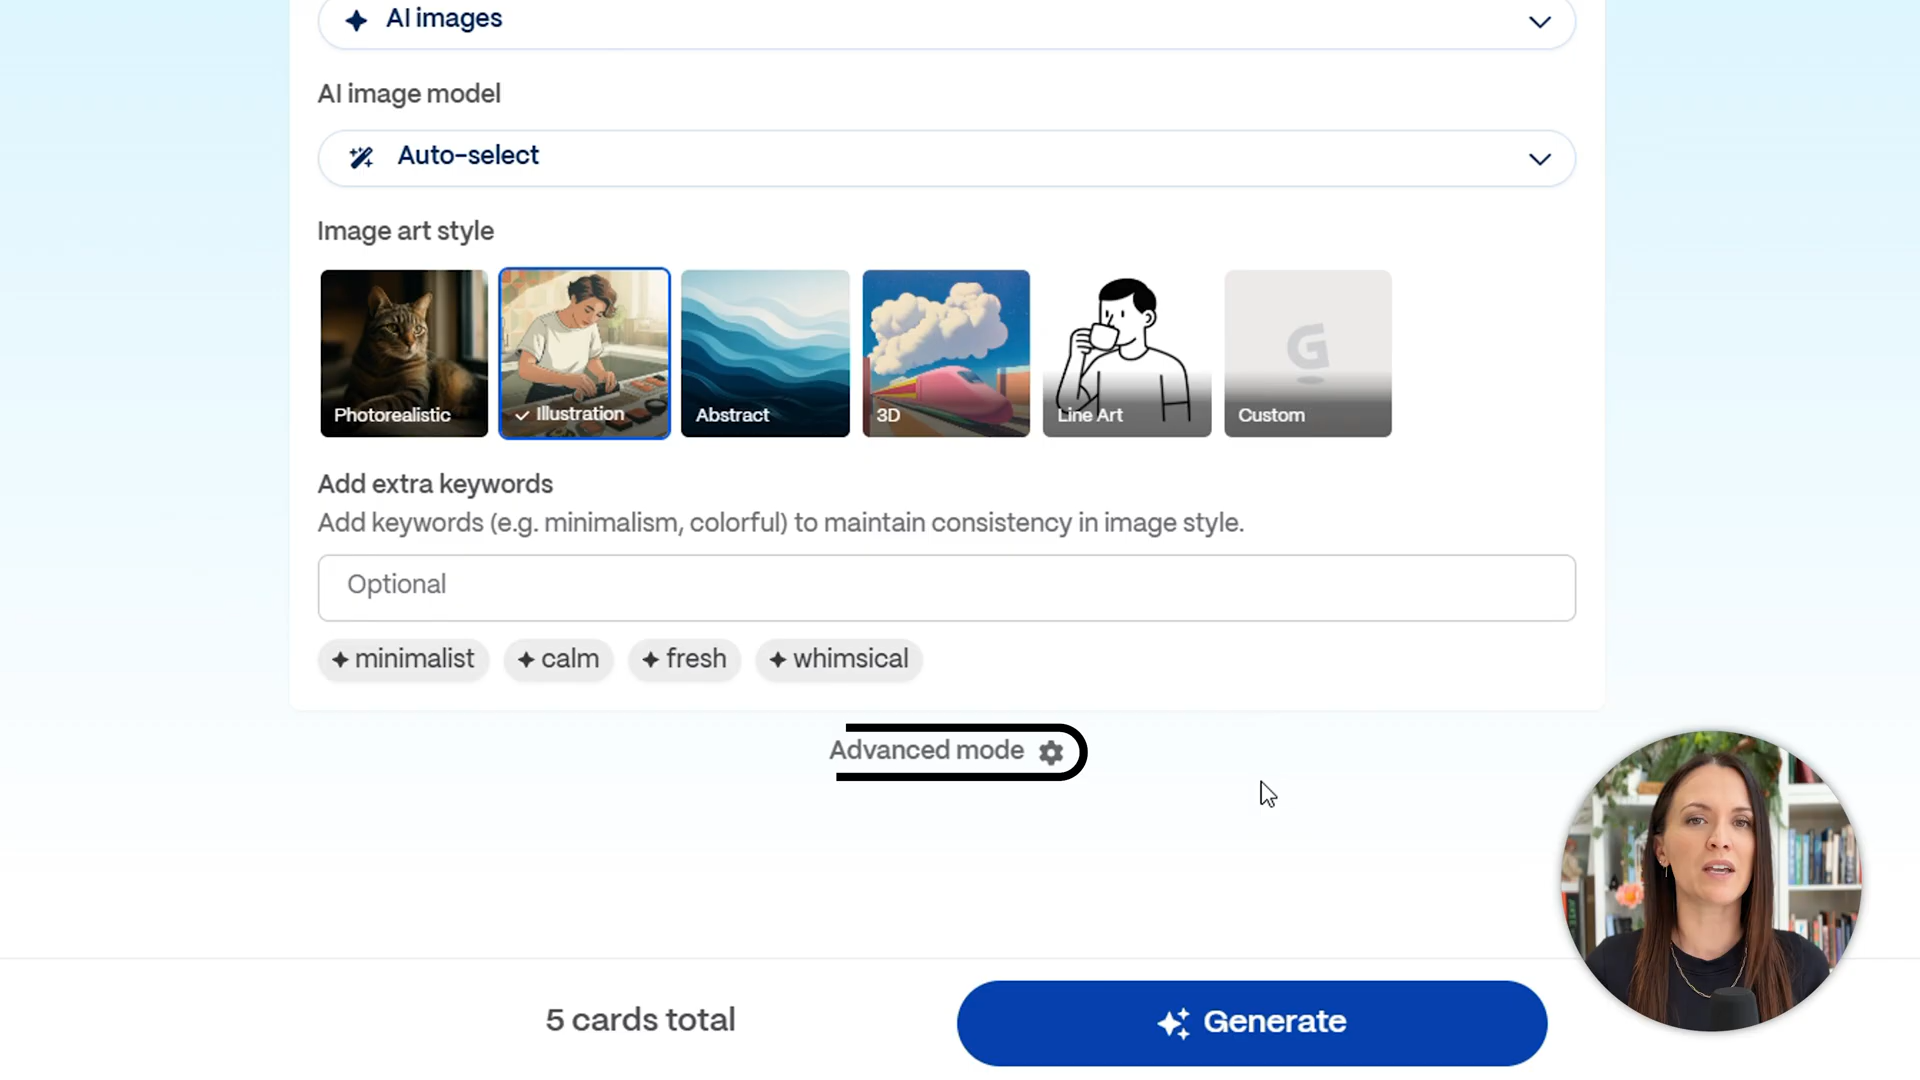 AI images
AI image model
Auto-select
Image art style
Photorealistic
Illustration
Abstract
3D
Line Art
Custom
Add extra keywords
Add keywords (e.g. minimalism, colorful) to maintain consistency in image style.
Optional
minimalist calm fresh whimsical
Advanced mode
5 cards total
Generate